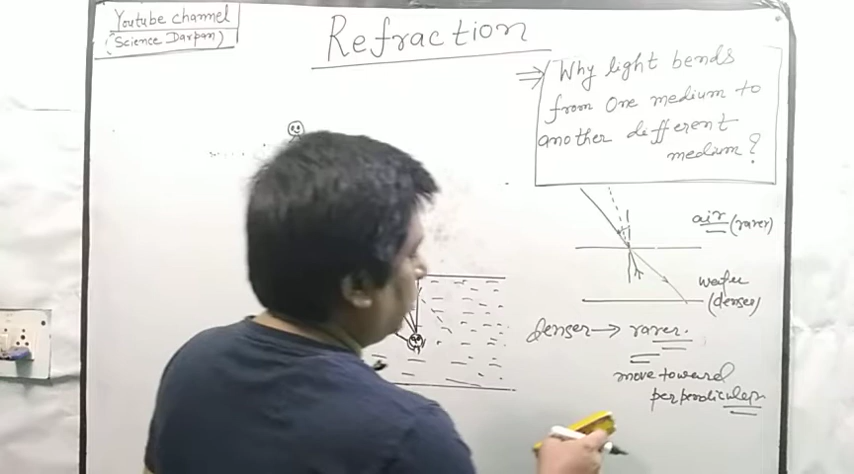 Youtube channel
(Science Darpan)
Refraction
⇒ Why light bends
from one medium to
another different
medium?
air (rarer)
water
(denser)
denser → rarer.
move toward
perpendicular